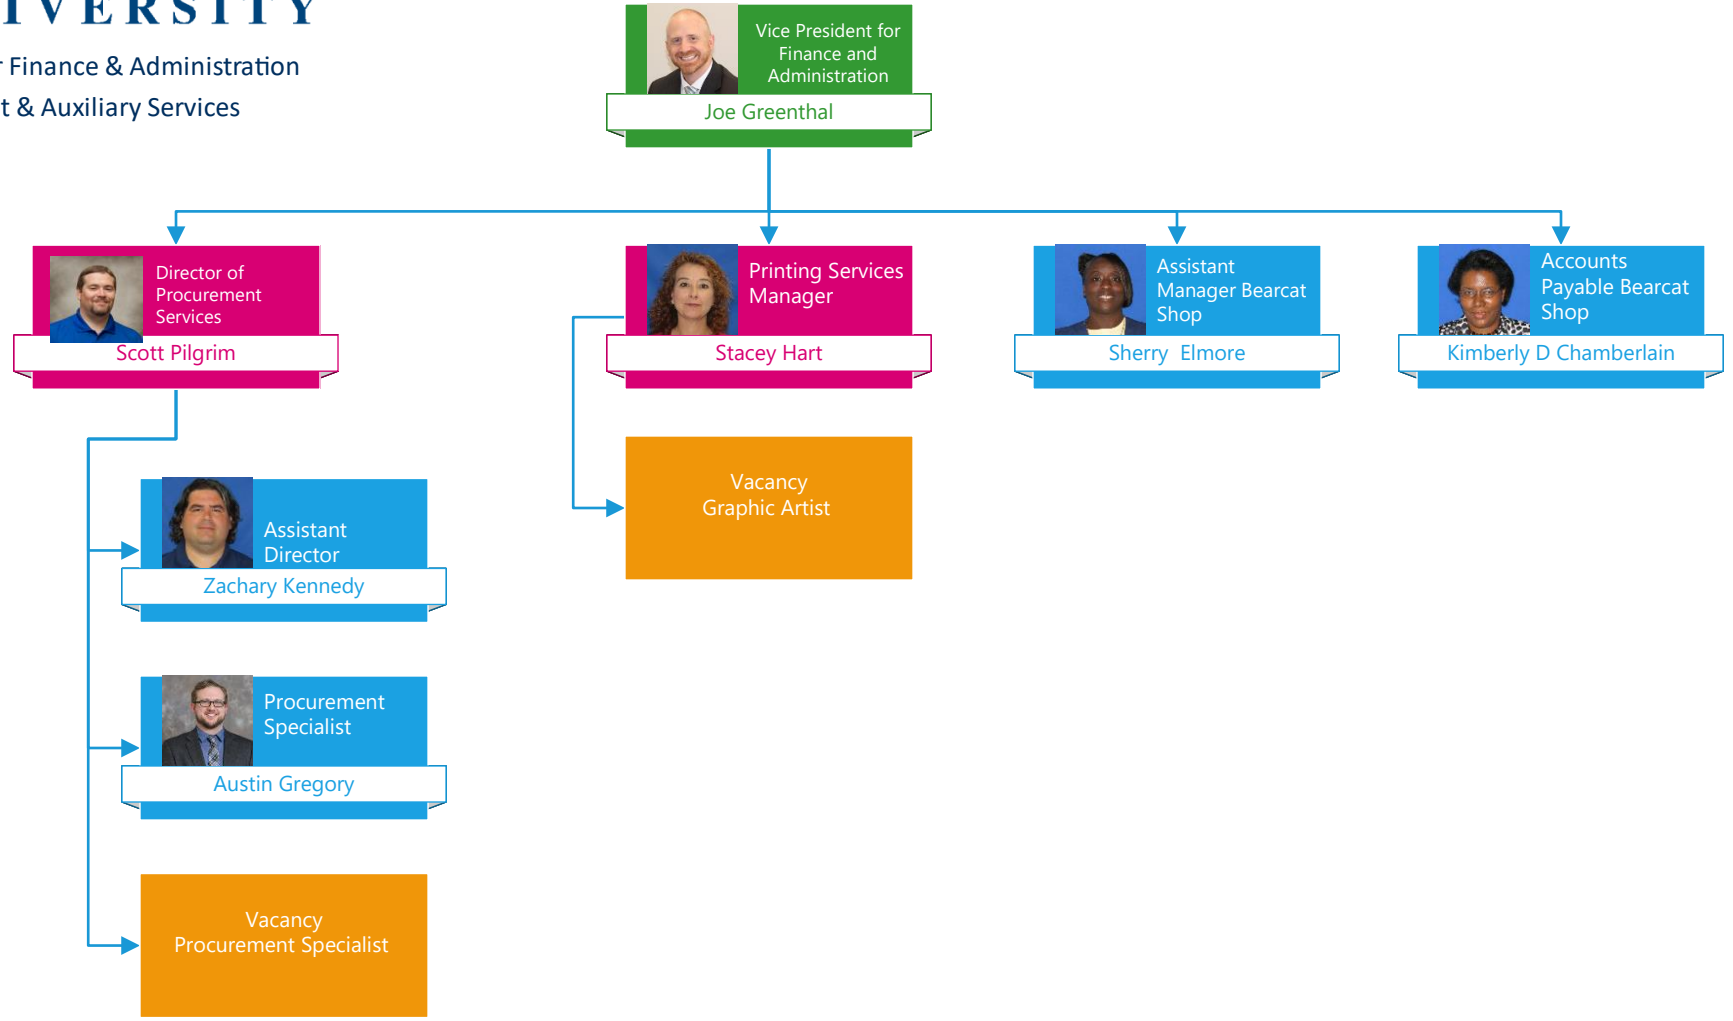 IVERSITY
r Finance & Administration
t & Auxiliary Services
Vice President for
Finance and
Administration
Joe Greenthal
Director of
Procurement
Services
Scott Pilgrim
Printing Services
Manager
Stacey Hart
Assistant
Manager Bearcat
Shop
Sherry  Elmore
Accounts
Payable Bearcat
Shop
Kimberly D Chamberlain
Assistant
Director
Zachary Kennedy
Vacancy
Graphic Artist
Procurement
Specialist
Austin Gregory
Vacancy
Procurement Specialist